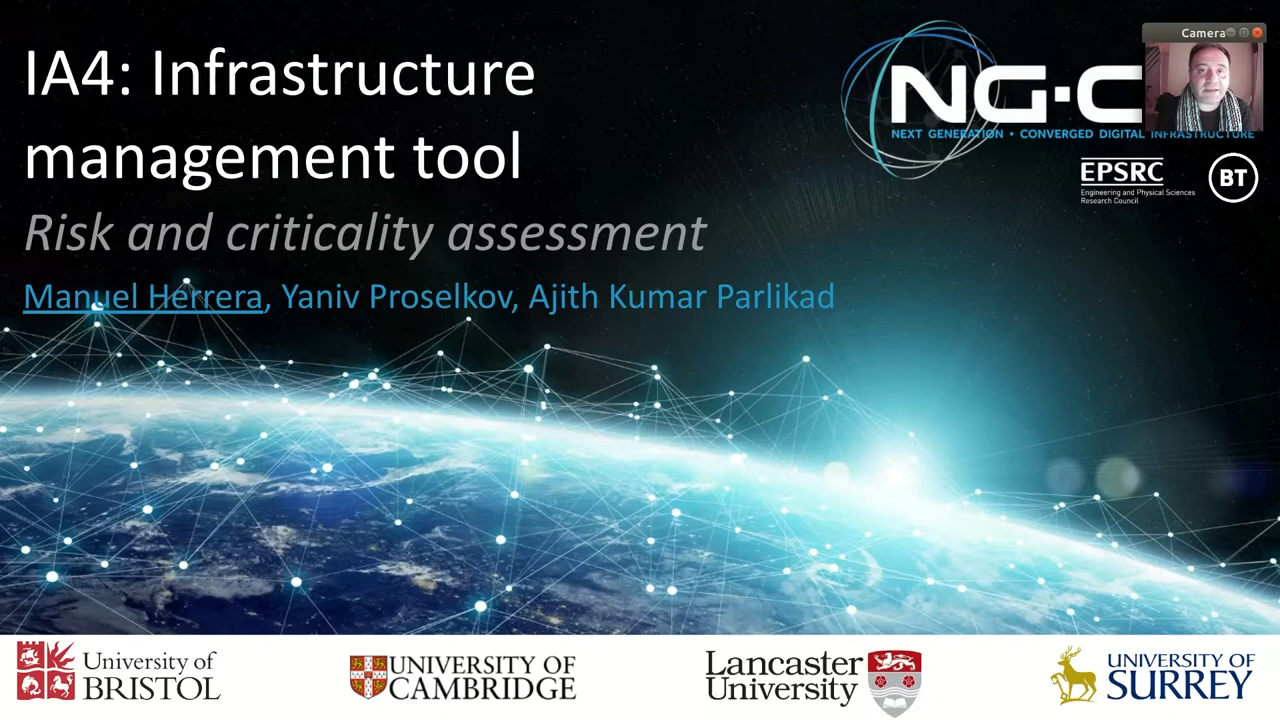 IA4: Infrastructure
management tool
Risk and criticality assessment
Manuel Herrera, Yaniv Proselkov, Ajith Kumar Parlikad
Camera
NG·C
NEXT GENERATION • CONVERGED DIGITAL INFRASTRUCTURE
EPSRC
Engineering and Physical Sciences
Research Council
BT
University of
BRISTOL
UNIVERSITY OF
CAMBRIDGE
Lancaster
University
UNIVERSITY OF
SURREY